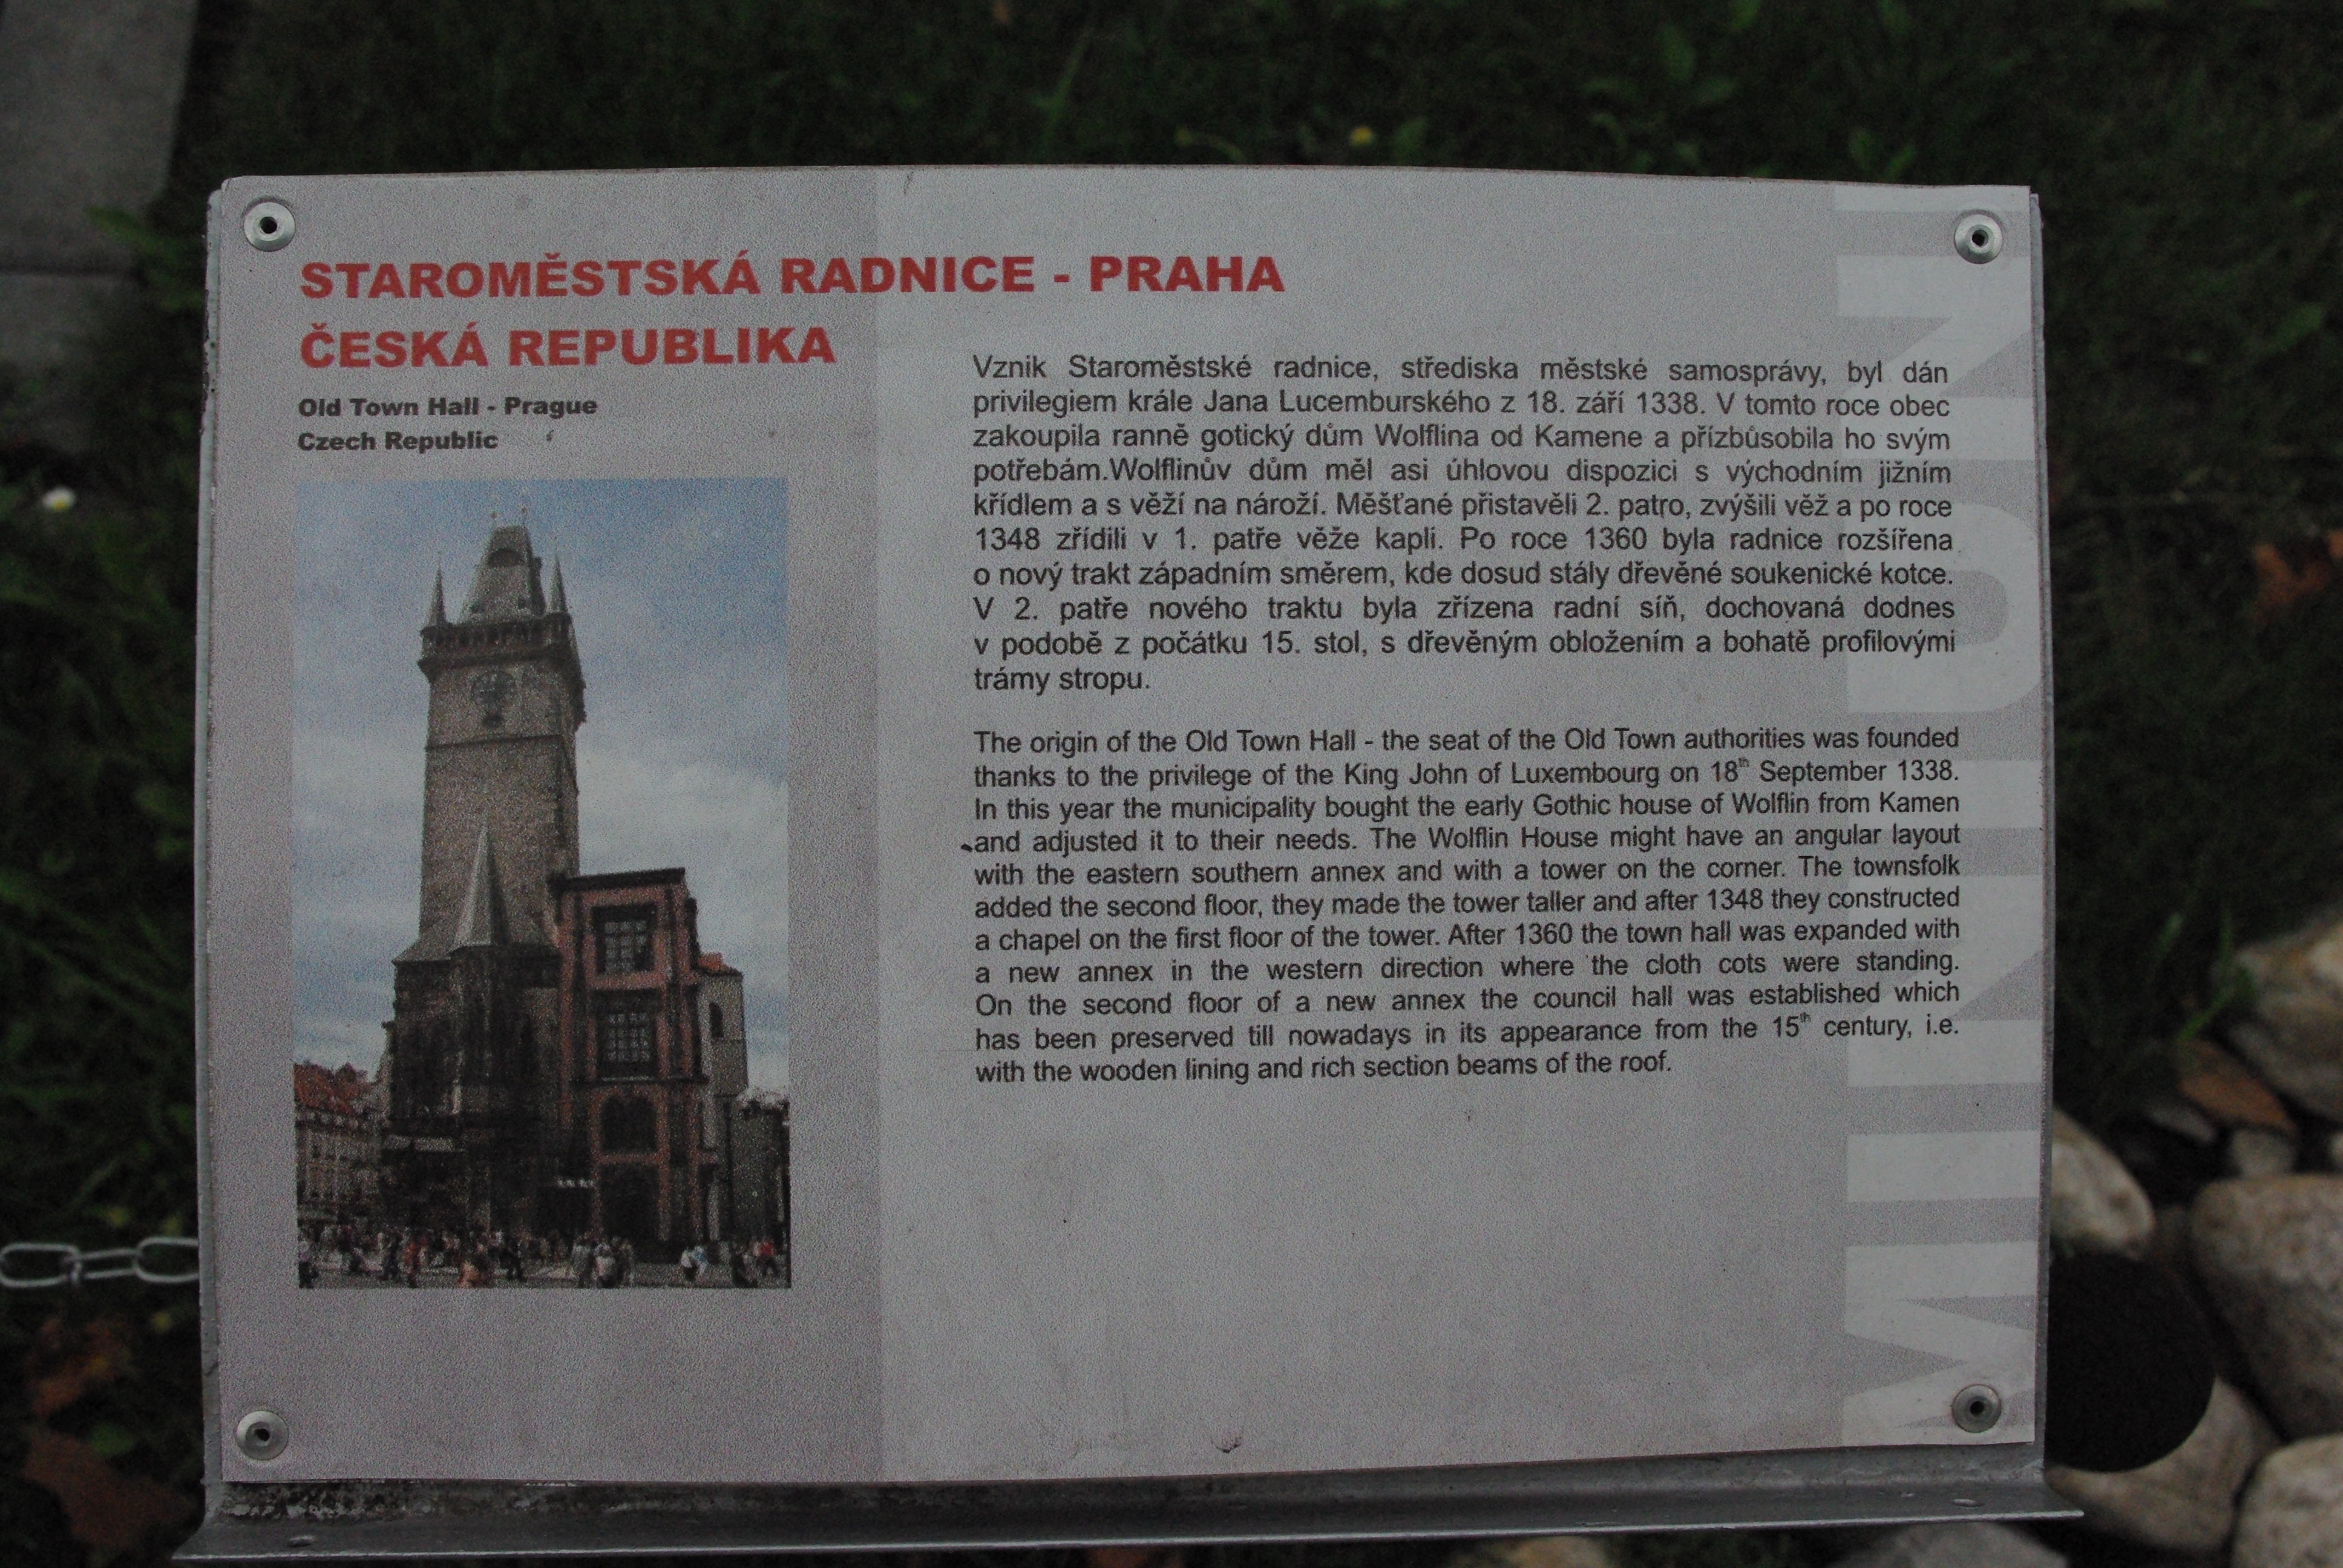 STAROMĚSTSKÁ RADNICE - PRAHA
ČESKÁ REPUBLIKA
Old Town Hall - Prague
Czech Republic
Vznik Staroměstské radnice, střediska městské samosprávy, byl dán
privilegiem krále Jana Lucemburského z 18. září 1338. V tomto roce obec
zakoupila ranně gotický dům Wolflina od Kamene a přízbůsobila ho svým
potřebám.Wolflinův dům měl asi úhlovou dispozici s východním jižním
křídlem a s věží na nároží. Měšťané přistavěli 2. patro, zvýšili věž a po roce
1348 zřídili v 1. patře věže kapli. Po roce 1360 byla radnice rozšířena
o nový trakt západním směrem, kde dosud stály dřevěné soukenické kotce.
V 2. patře nového traktu byla zřízena radní síň, dochovaná dodnes
v podobě z počátku 15. stol, s dřevěným obložením a bohatě profilovými
trámy stropu.
The origin of the Old Town Hall - the seat of the Old Town authorities was founded
thanks to the privilege of the King John of Luxembourg on 18th September 1338.
In this year the municipality bought the early Gothic house of Wolflin from Kamen
and adjusted it to their needs. The Wolflin House might have an angular layout
with the eastern southern annex and with a tower on the corner. The townsfolk
added the second floor, they made the tower taller and after 1348 they constructed
a chapel on the first floor of the tower. After 1360 the town hall was expanded with
a new annex in the western direction where the cloth cots were standing.
On the second floor of a new annex the council hall was established which
has been preserved till nowadays in its appearance from the 15th century, i.e.
with the wooden lining and rich section beams of the roof.
MINIUNI